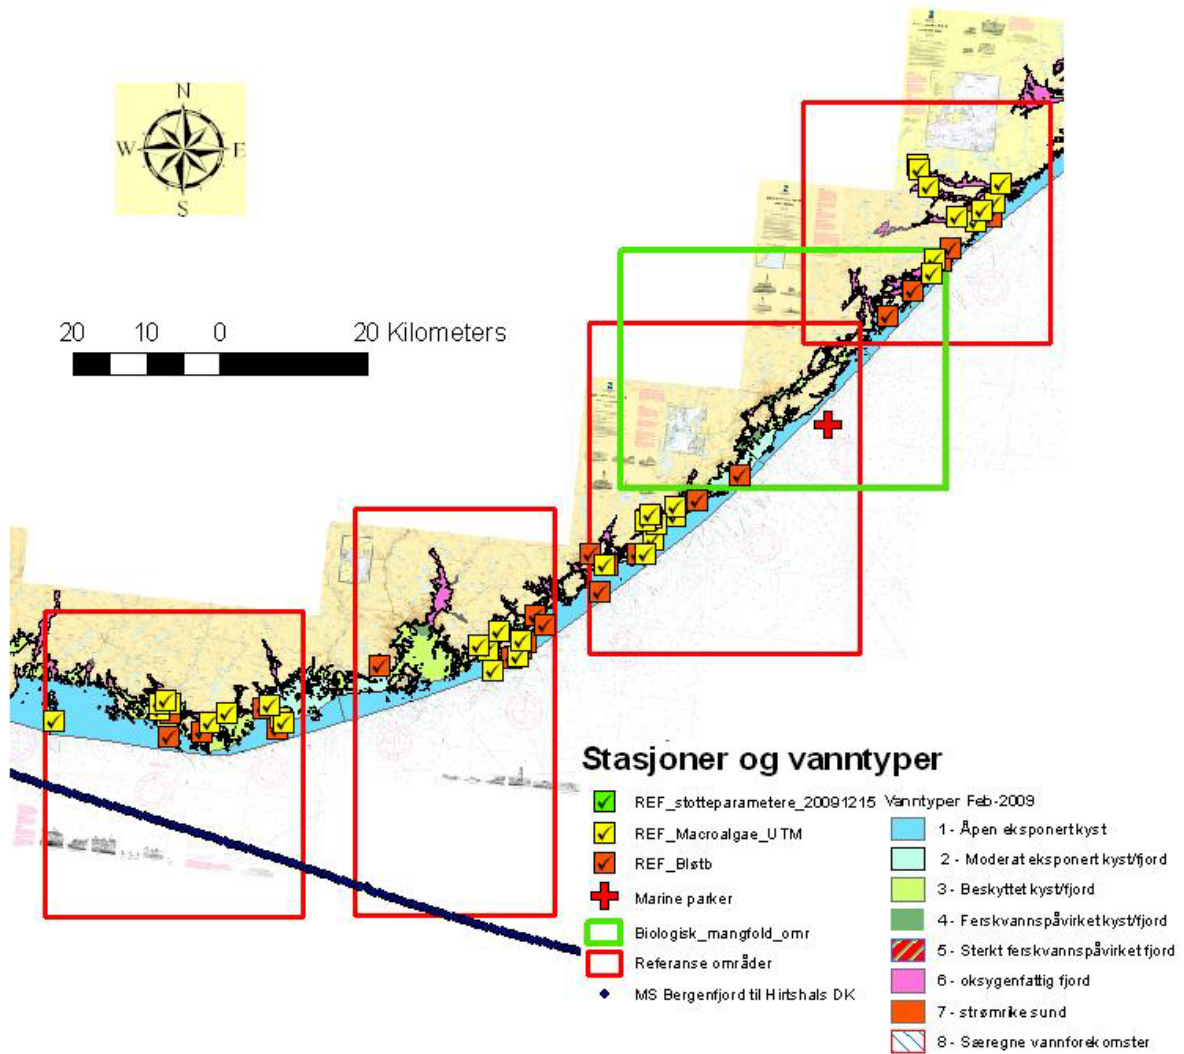 N
W E
S
20 10 0 20 Kilometers
Stasjoner og vanntyper
REF_stotteparametere_20091215
REF_Macroalgae_UTM
REF_Bløtb
Marine parker
Biologisk_mangfold_omr
Referanse områder
MS Bergenfjord til Hirtshals DK
Vanntyper Feb-2009
1 - Åpen eksponert kyst
2 - Moderat eksponert kyst/fjord
3 - Beskyttet kyst/fjord
4 - Ferskvannspåvirket kyst/fjord
5 - Sterkt ferskvannspåvirket fjord
6 - oksygenfattig fjord
7 - strømrike sund
8 - Særegne vannforekomster